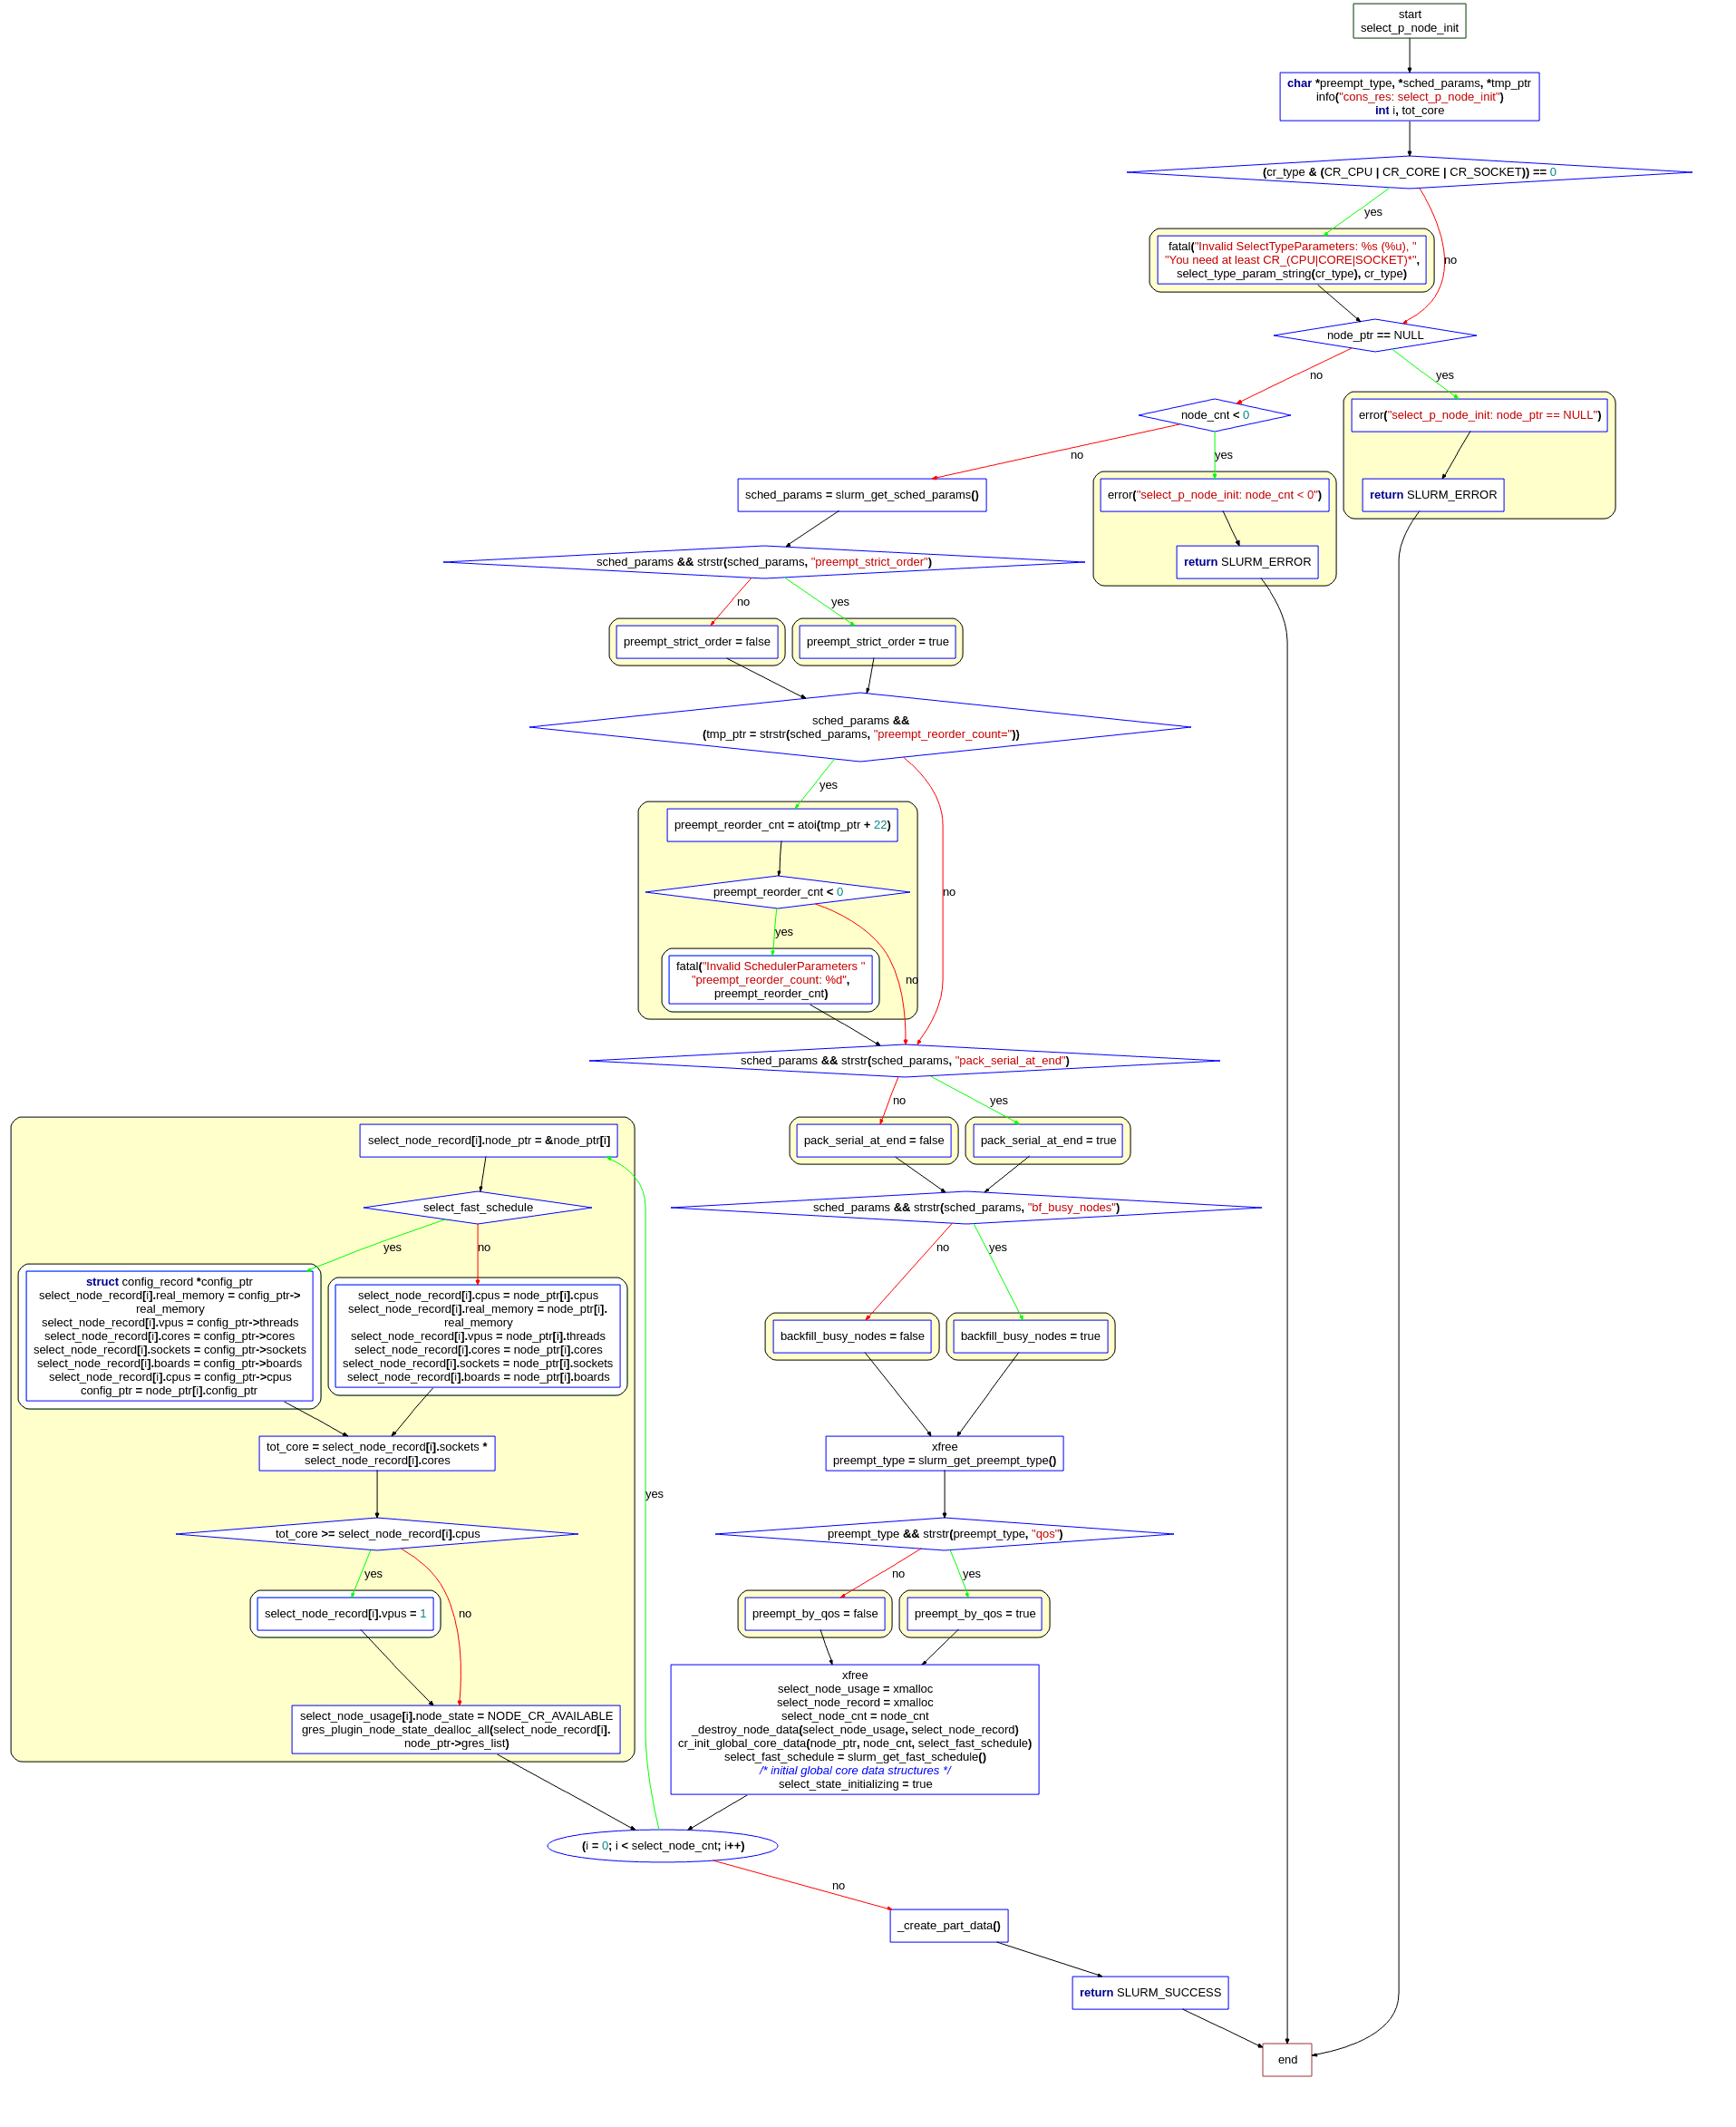 start
select_p_node_init
char *preempt_type, *sched_params, *tmp_ptr
info("cons_res: select_p_node_init")
int i, tot_core
(cr_type & (CR_CPU | CR_CORE | CR_SOCKET)) == 0
yes
no
fatal("Invalid SelectTypeParameters: %s (%u), "
"You need at least CR_(CPU|CORE|SOCKET)*",
select_type_param_string(cr_type), cr_type)
node_ptr == NULL
no
yes
error("select_p_node_init: node_ptr == NULL")
return SLURM_ERROR
node_cnt < 0
no
yes
error("select_p_node_init: node_cnt < 0")
return SLURM_ERROR
sched_params = slurm_get_sched_params()
sched_params && strstr(sched_params, "preempt_strict_order")
no
yes
preempt_strict_order = false
preempt_strict_order = true
sched_params &&
(tmp_ptr = strstr(sched_params, "preempt_reorder_count="))
yes
no
preempt_reorder_cnt = atoi(tmp_ptr + 22)
preempt_reorder_cnt < 0
yes
no
fatal("Invalid SchedulerParameters "
"preempt_reorder_count: %d",
preempt_reorder_cnt)
sched_params && strstr(sched_params, "pack_serial_at_end")
no
yes
pack_serial_at_end = false
pack_serial_at_end = true
sched_params && strstr(sched_params, "bf_busy_nodes")
no
yes
backfill_busy_nodes = false
backfill_busy_nodes = true
xfree
preempt_type = slurm_get_preempt_type()
preempt_type && strstr(preempt_type, "qos")
no
yes
preempt_by_qos = false
preempt_by_qos = true
xfree
select_node_usage = xmalloc
select_node_record = xmalloc
select_node_cnt = node_cnt
_destroy_node_data(select_node_usage, select_node_record)
cr_init_global_core_data(node_ptr, node_cnt, select_fast_schedule)
select_fast_schedule = slurm_get_fast_schedule()
/* initial global core data structures */
select_state_initializing = true
(i = 0; i < select_node_cnt; i++)
yes
no
select_node_record[i].node_ptr = &node_ptr[i]
select_fast_schedule
yes
no
struct config_record *config_ptr
select_node_record[i].real_memory = config_ptr->
real_memory
select_node_record[i].vpus = config_ptr->threads
select_node_record[i].cores = config_ptr->cores
select_node_record[i].sockets = config_ptr->sockets
select_node_record[i].boards = config_ptr->boards
select_node_record[i].cpus = config_ptr->cpus
config_ptr = node_ptr[i].config_ptr
select_node_record[i].cpus = node_ptr[i].cpus
select_node_record[i].real_memory = node_ptr[i].
real_memory
select_node_record[i].vpus = node_ptr[i].threads
select_node_record[i].cores = node_ptr[i].cores
select_node_record[i].sockets = node_ptr[i].sockets
select_node_record[i].boards = node_ptr[i].boards
tot_core = select_node_record[i].sockets *
select_node_record[i].cores
tot_core >= select_node_record[i].cpus
yes
no
select_node_record[i].vpus = 1
select_node_usage[i].node_state = NODE_CR_AVAILABLE
gres_plugin_node_state_dealloc_all(select_node_record[i].
node_ptr->gres_list)
_create_part_data()
return SLURM_SUCCESS
end